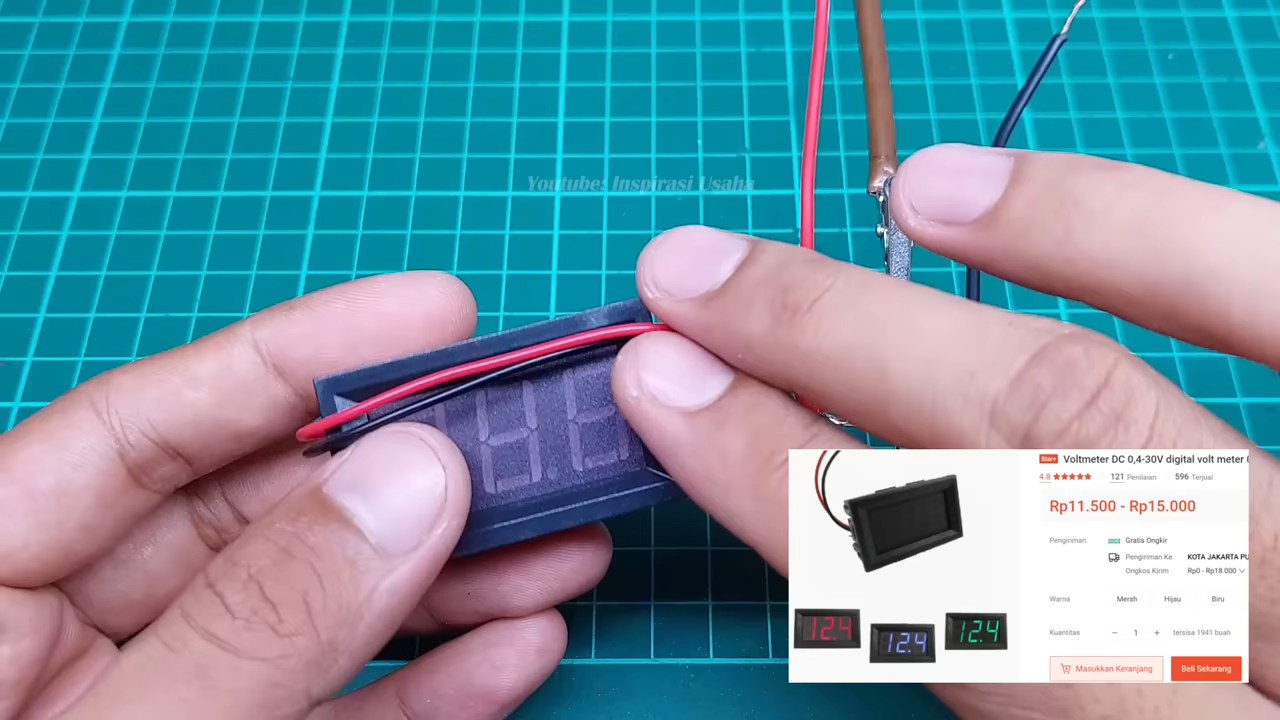 Youtube: Inspirasi Usaha
Star+ Voltmeter DC 0,4-30V digital volt meter
4.8 121 Penilaian 596 Terjual
Rp11.500 - Rp15.000
Pengiriman Gratis Ongkir
Pengiriman Ke KOTA JAKARTA PU
Ongkos Kirim Rp0 - Rp18.000
Warna Merah Hijau Biru
Kuantitas − 1 + tersisa 1941 buah
Masukkan Keranjang Beli Sekarang
12.4
12.4
12.4